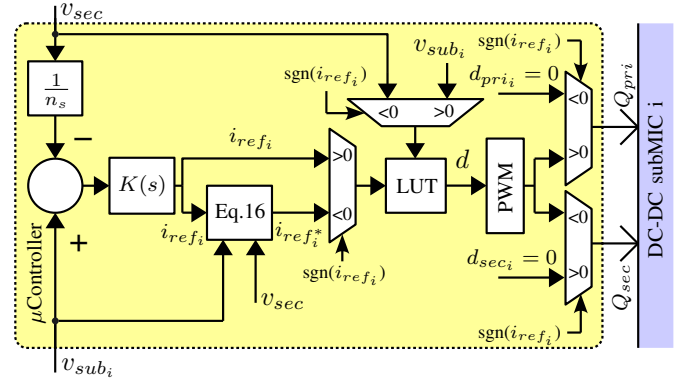 v_sec
sgn(i_ref_i)
v_sub_i
sgn(i_ref_i)
d_pri_i = 0
1/n_s
<0 >0
<0
>0
Q_pri
−
i_ref_i
>0
<0
K(s)
Eq.16
LUT
d
PWM
+
i_ref_i
i_ref_i^*
sgn(i_ref_i)
v_sec
d_sec_i = 0
<0
>0
Q_sec
sgn(i_ref_i)
μController
DC-DC subMIC i
v_sub_i